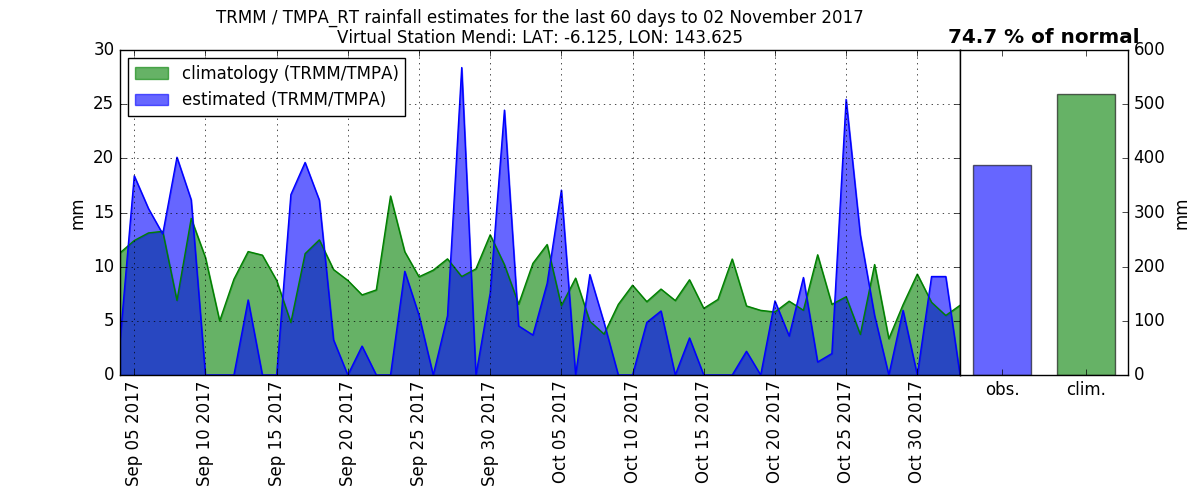 TRMM / TMPA_RT rainfall estimates for the last 60 days to 02 November 2017
Virtual Station Mendi: LAT: -6.125, LON: 143.625
74.7 % of normal
climatology (TRMM/TMPA)
estimated (TRMM/TMPA)
30
25
20
15
10
5
0
mm
Sep 05 2017
Sep 10 2017
Sep 15 2017
Sep 20 2017
Sep 25 2017
Sep 30 2017
Oct 05 2017
Oct 10 2017
Oct 15 2017
Oct 20 2017
Oct 25 2017
Oct 30 2017
obs.
clim.
600
500
400
300
200
100
0
mm